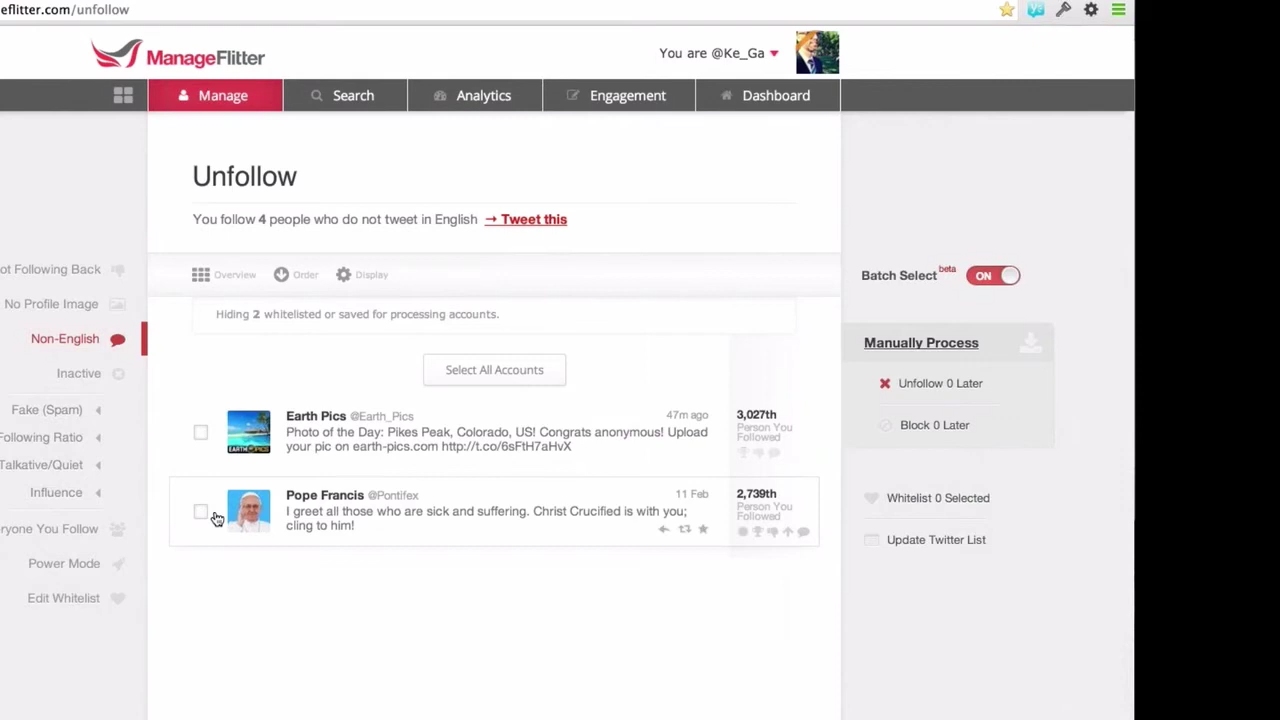 eflitter.com/unfollow
ManageFlitter
You are @Ke_Ga
Manage
Search
Analytics
Engagement
Dashboard
Unfollow
You follow 4 people who do not tweet in English → Tweet this
ot Following Back
No Profile Image
Non-English
Inactive
Fake (Spam)
Following Ratio
Talkative/Quiet
Influence
ryone You Follow
Power Mode
Edit Whitelist
Overview
Order
Display
Hiding 2 whitelisted or saved for processing accounts.
Select All Accounts
Earth Pics @Earth_Pics
47m ago
Photo of the Day: Pikes Peak, Colorado, US! Congrats anonymous! Upload
your pic on earth-pics.com http://t.co/6sFtH7aHvX
3,027th
Person You
Followed
EARTH PICS
Pope Francis @Pontifex
11 Feb
I greet all those who are sick and suffering. Christ Crucified is with you;
cling to him!
2,739th
Person You
Followed
Batch Select beta
ON
Manually Process
Unfollow 0 Later
Block 0 Later
Whitelist 0 Selected
Update Twitter List